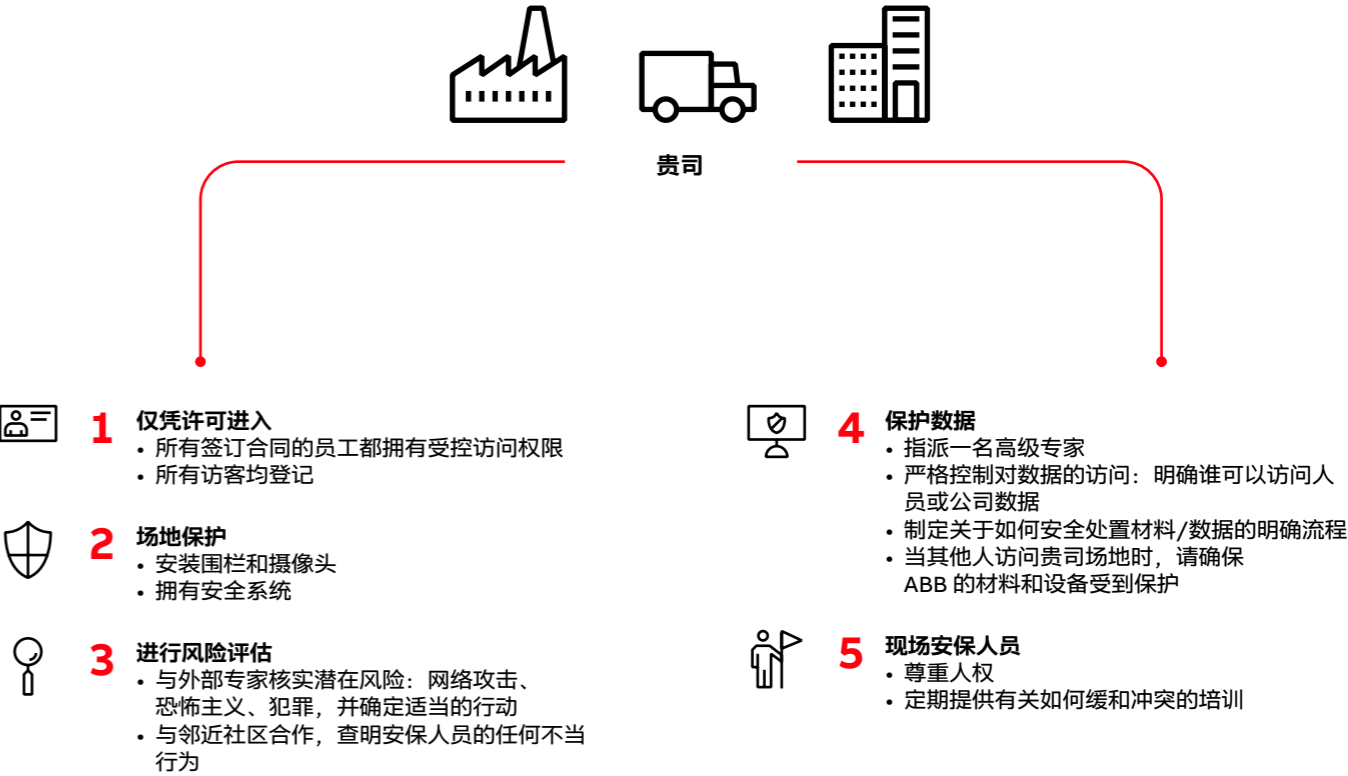 贵司
1
仅凭许可进入
• 所有签订合同的员工都拥有受控访问权限
• 所有访客均登记
2
场地保护
• 安装围栏和摄像头
• 拥有安全系统
3
进行风险评估
• 与外部专家核实潜在风险：网络攻击、
恐怖主义、犯罪，并确定适当的行动
• 与邻近社区合作，查明安保人员的任何不当
行为
4
保护数据
• 指派一名高级专家
• 严格控制对数据的访问：明确谁可以访问人
员或公司数据
• 制定关于如何安全处置材料/数据的明确流程
• 当其他人访问贵司场地时，请确保
ABB 的材料和设备受到保护
5
现场安保人员
• 尊重人权
• 定期提供有关如何缓和冲突的培训